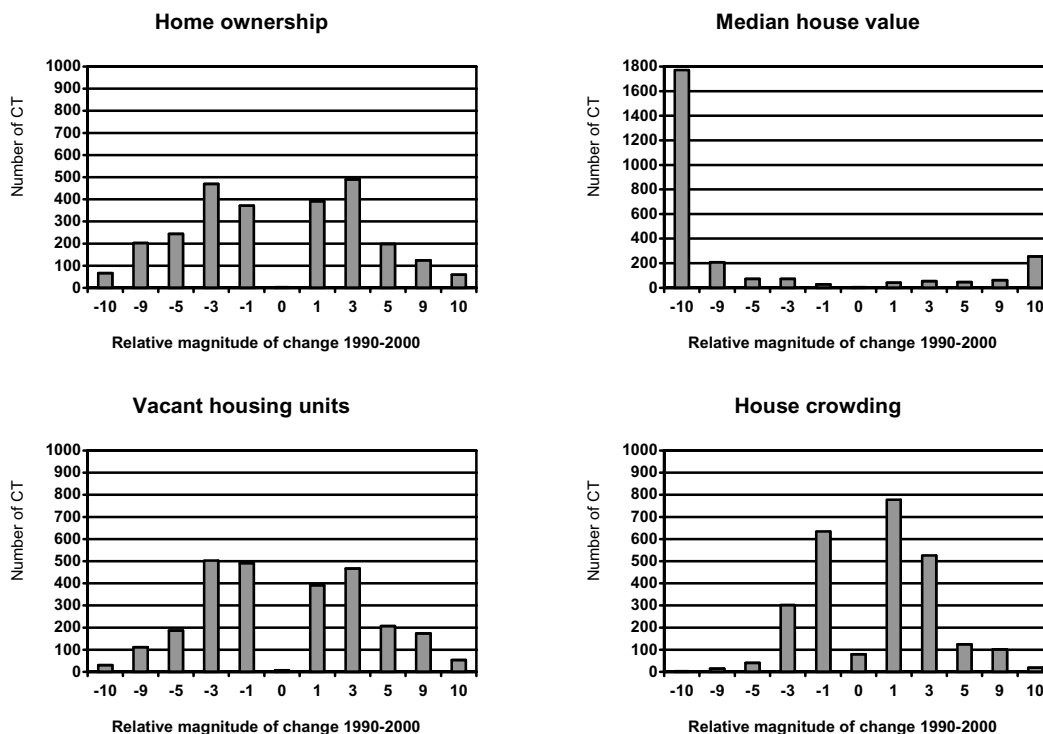 Home ownership
Number of CT
1000
900
800
700
600
500
400
300
200
100
0
-10 -9 -5 -3 -1 0 1 3 5 9 10
Relative magnitude of change 1990-2000
Median house value
Number of CT
1800
1600
1400
1200
1000
800
600
400
200
0
-10 -9 -5 -3 -1 0 1 3 5 9 10
Relative magnitude of change 1990-2000
Vacant housing units
Number of CT
1000
900
800
700
600
500
400
300
200
100
0
-10 -9 -5 -3 -1 0 1 3 5 9 10
Relative magnitude of change 1990-2000
House crowding
Number of CT
1000
900
800
700
600
500
400
300
200
100
0
-10 -9 -5 -3 -1 0 1 3 5 9 10
Relative magnitude of change 1990-2000